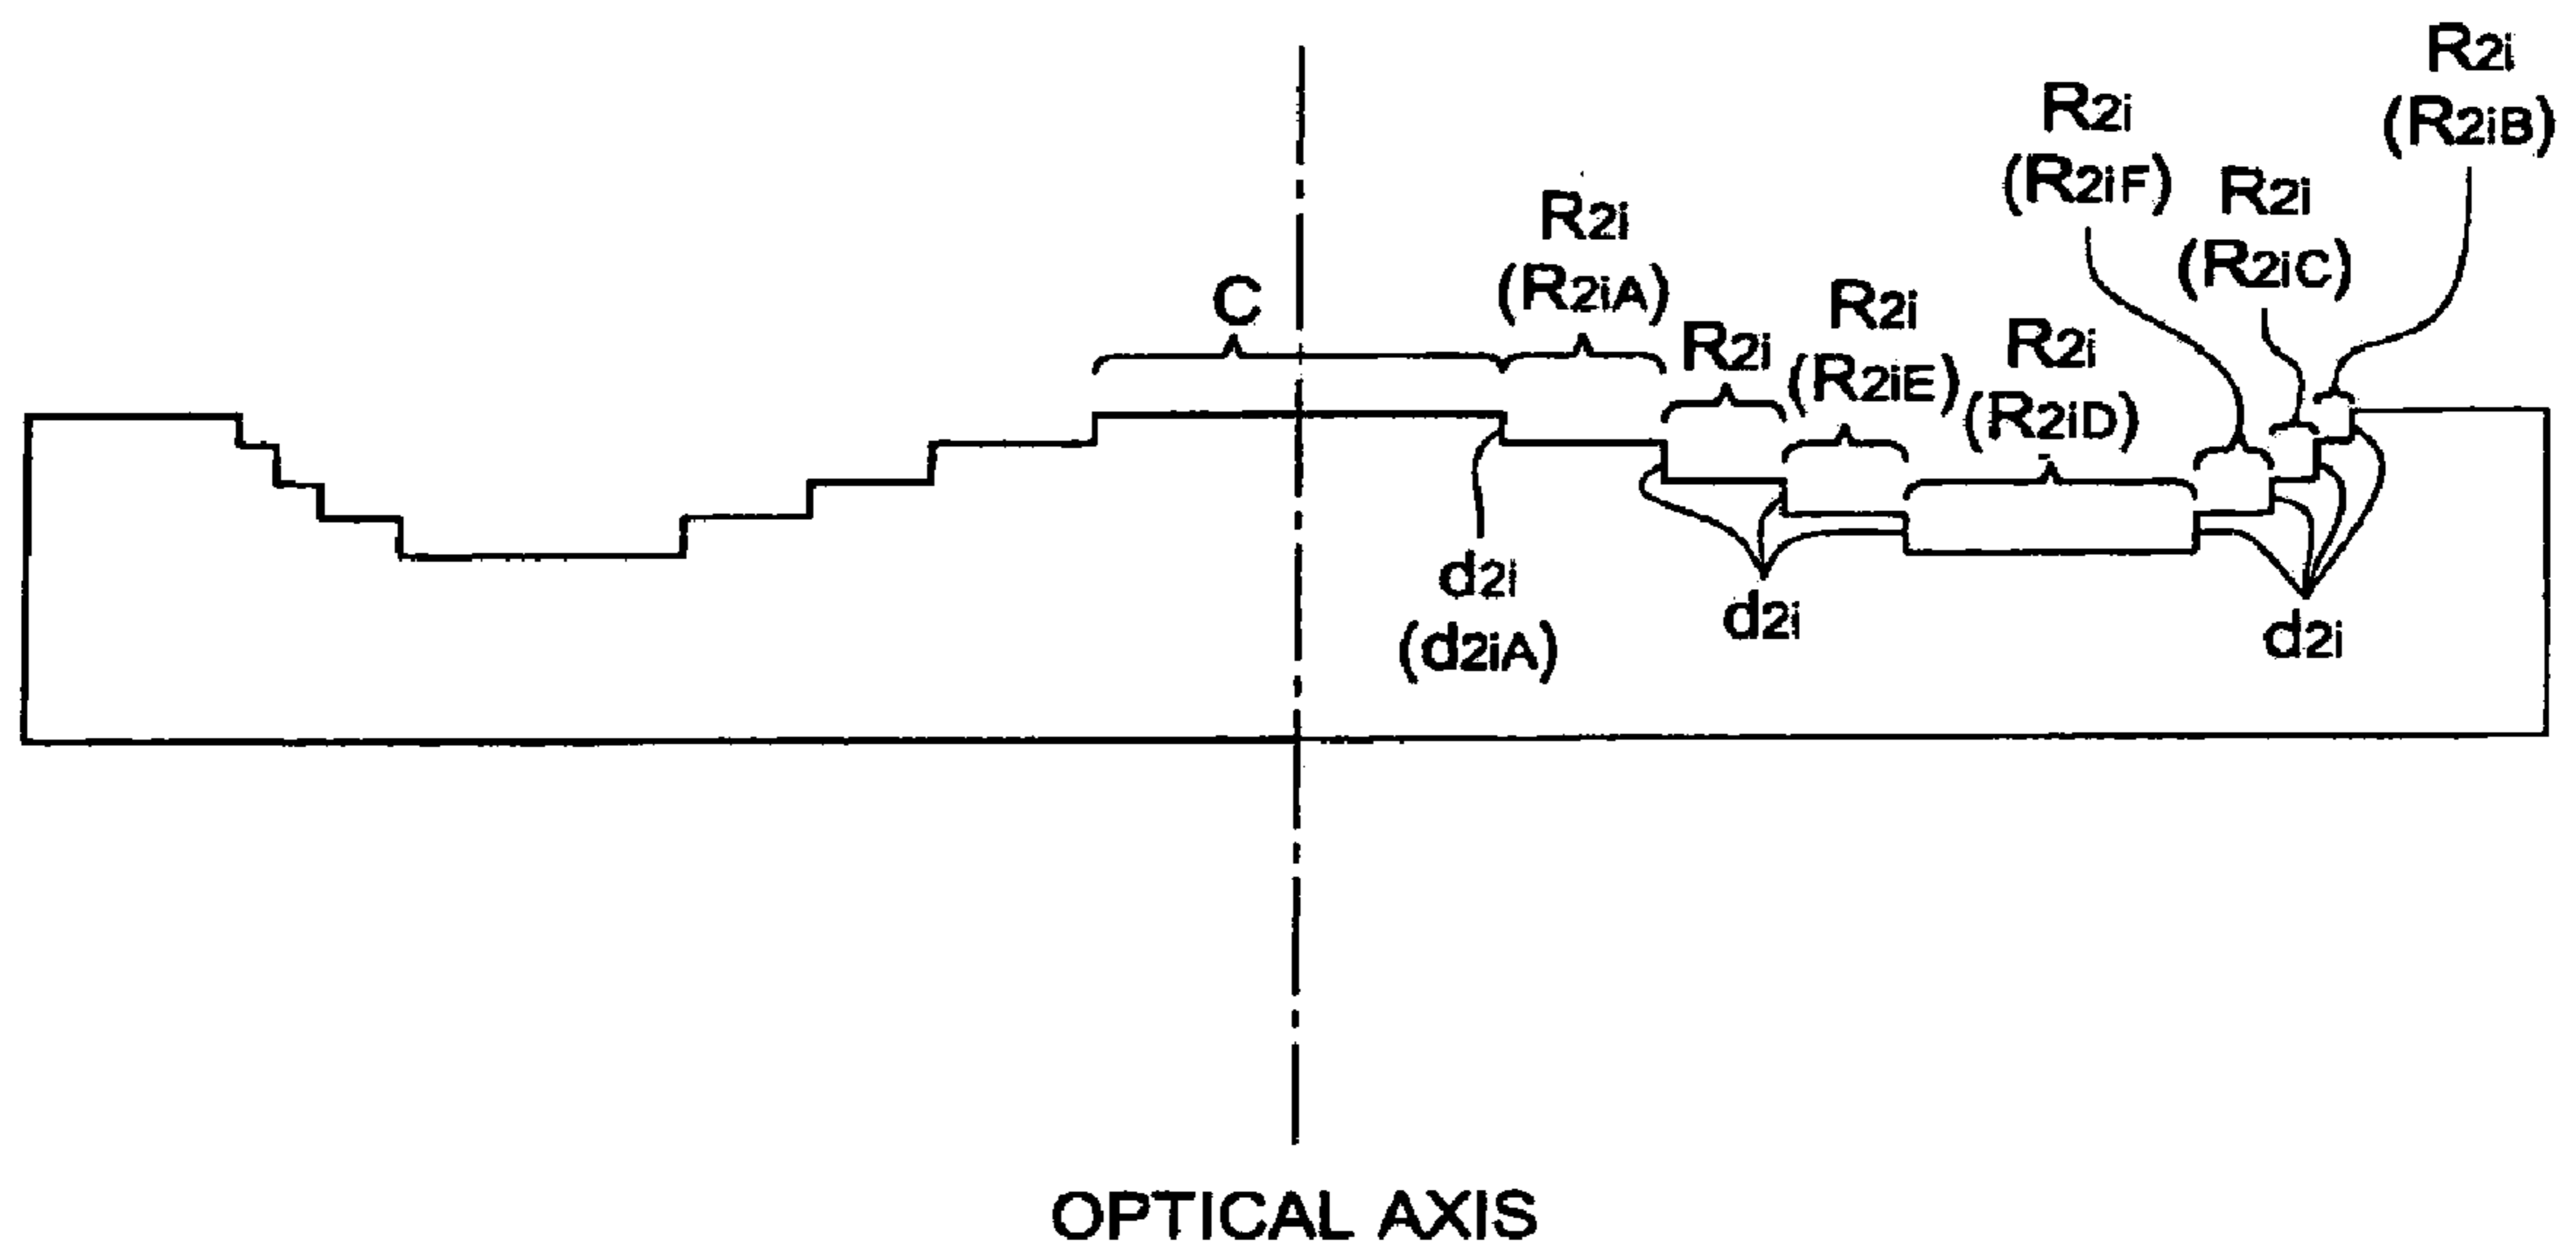 R2i
(R2iB)
R2i
(R2iF)
R2i
(R2iC)
R2i
(R2iA)
C
R2i
R2i
(R2iE)
R2i
(R2iD)
d2i
(d2iA)
d2i
d2i
OPTICAL AXIS